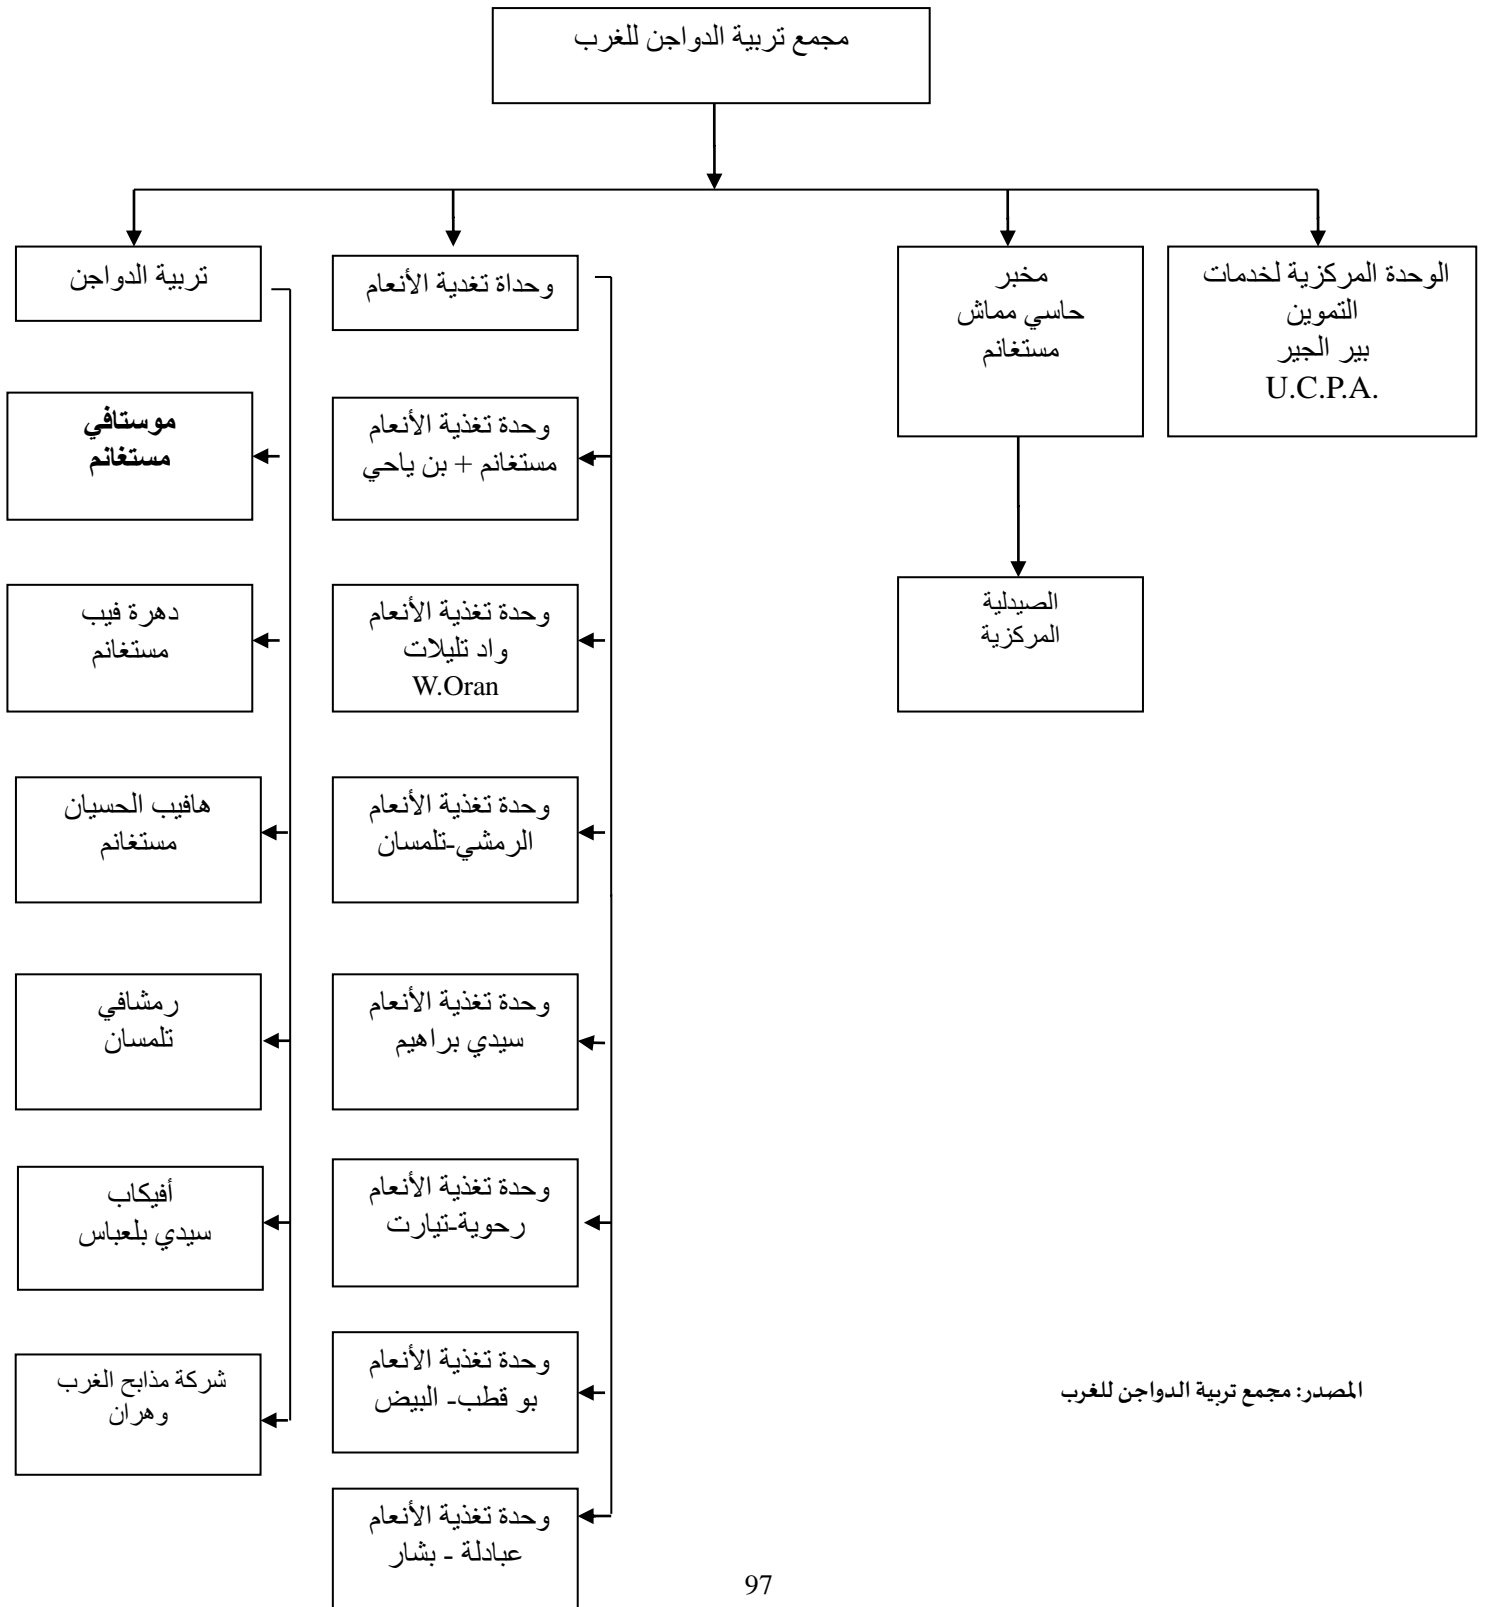 مجمع تربية الدواجن للغرب
الوحدة المركزية لخدمات
التموين
بير الجير
U.C.P.A.
مخبر
حاسي مماش
مستغانم
الصيدلية
المركزية
وحداة تغدية الأنعام
وحدة تغذية الأنعام
مستغانم + بن ياحي
وحدة تغذية الأنعام
واد تليلات
W.Oran
وحدة تغذية الأنعام
الرمشي-تلمسان
وحدة تغذية الأنعام
سيدي براهيم
وحدة تغذية الأنعام
رحوية-تيارت
وحدة تغذية الأنعام
بو قطب- البيض
وحدة تغذية الأنعام
عبادلة - بشار
تربية الدواجن
موستافي
مستغانم
دهرة فيب
مستغانم
هافيب الحسيان
مستغانم
رمشافي
تلمسان
أفيكاب
سيدي بلعباس
شركة مذابح الغرب
وهران
المصدر: مجمع تربية الدواجن للغرب
97